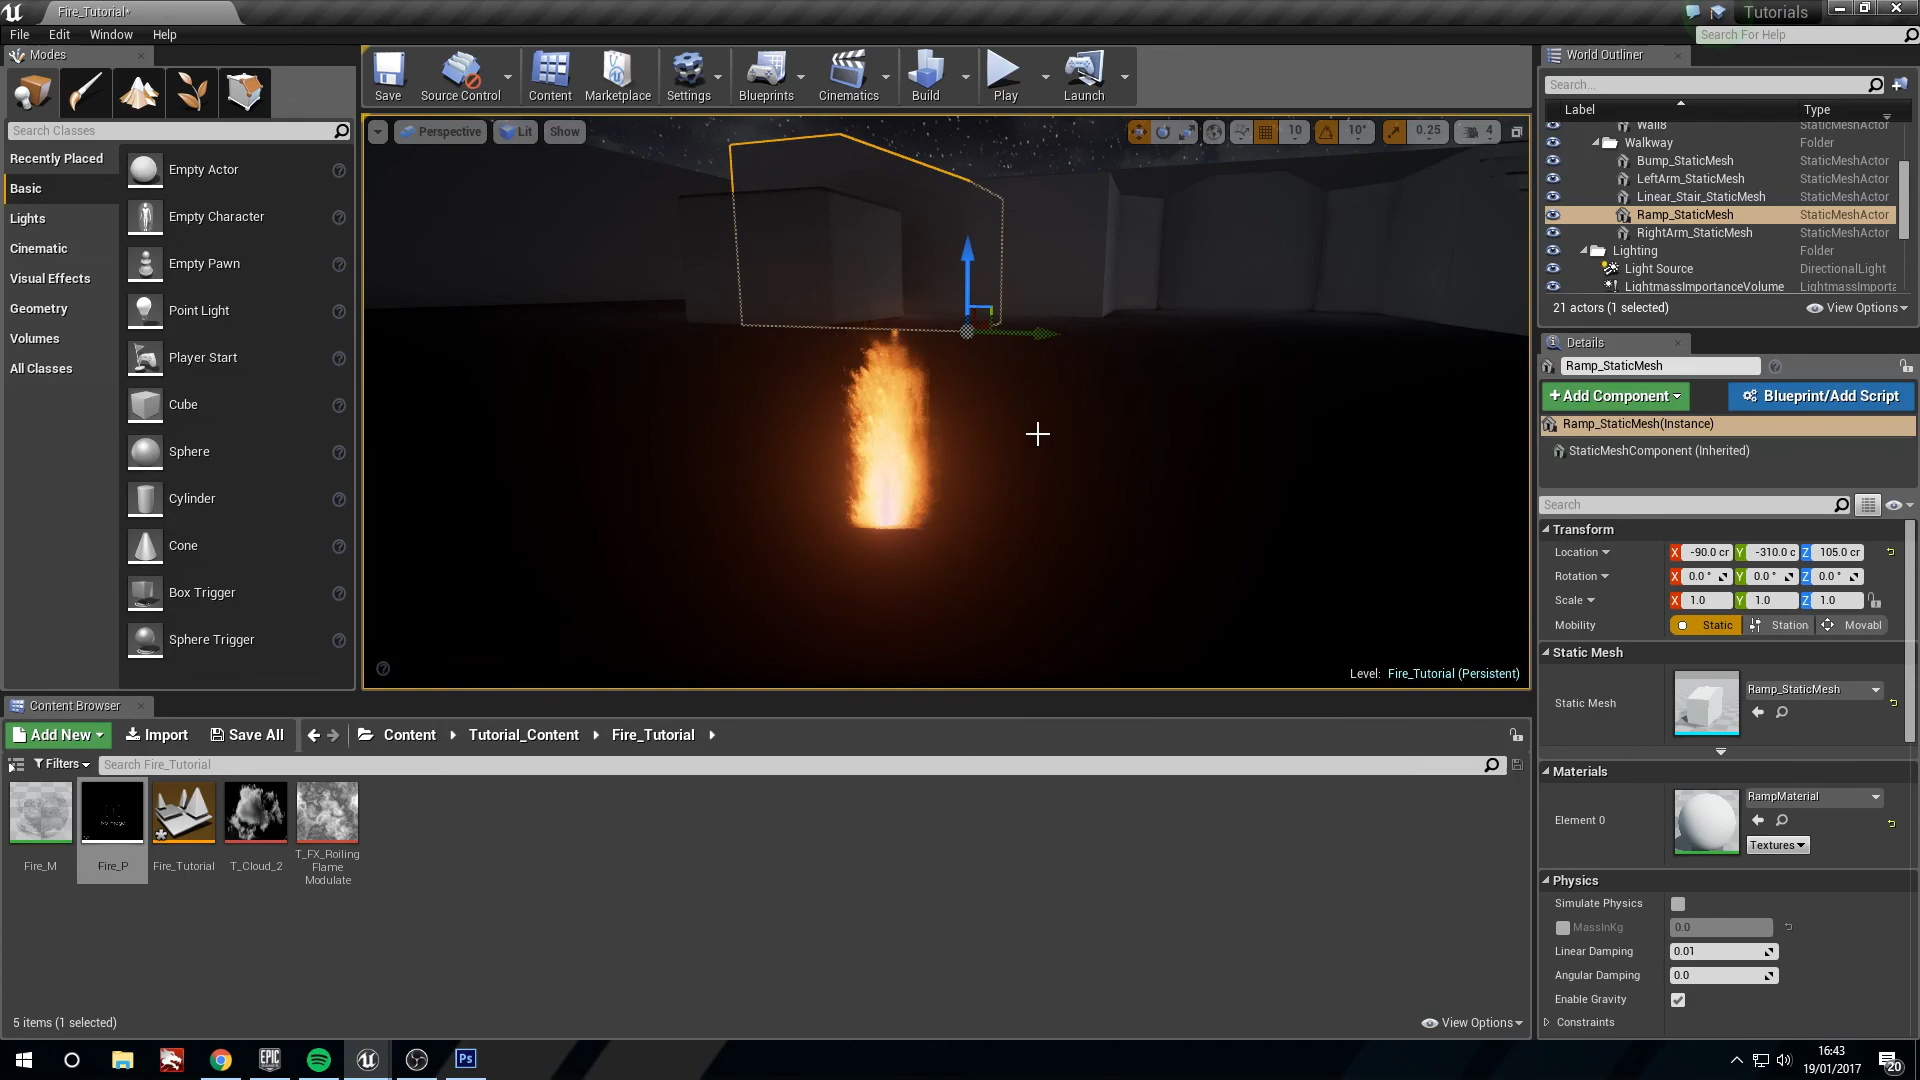 Fire_Tutorial*
Tutorials
File Edit Window Help
Search For Help
Modes
Save
Source Control
Content
Marketplace
Settings
Blueprints
Cinematics
Build
Play
Launch
World Outliner
Search...
Label Type
Wall8 StaticMeshActor
Walkway Folder
Bump_StaticMesh StaticMeshActor
LeftArm_StaticMesh StaticMeshActor
Linear_Stair_StaticMesh StaticMeshActor
Ramp_StaticMesh StaticMeshActor
RightArm_StaticMesh StaticMeshActor
Lighting Folder
Light Source DirectionalLight
LightmassImportanceVolume LightmassImporta
21 actors (1 selected) View Options
Search Classes
Recently Placed
Basic
Lights
Cinematic
Visual Effects
Geometry
Volumes
All Classes
Empty Actor
Empty Character
Empty Pawn
Point Light
Player Start
Cube
Sphere
Cylinder
Cone
Box Trigger
Sphere Trigger
Perspective Lit Show
10 10° 0.25 4
Level: Fire_Tutorial (Persistent)
Details
Ramp_StaticMesh
+Add Component Blueprint/Add Script
Ramp_StaticMesh(Instance)
StaticMeshComponent (Inherited)
Search
Transform
Location X -90.0 cr Y -310.0 c Z 105.0 cr
Rotation X 0.0 ° Y 0.0 ° Z 0.0 °
Scale X 1.0 Y 1.0 Z 1.0
Mobility Static Station Movabl
Static Mesh
Static Mesh Ramp_StaticMesh
Materials
Element 0 RampMaterial
Textures
Physics
Simulate Physics
MassInKg 0.0
Linear Damping 0.01
Angular Damping 0.0
Enable Gravity
Constraints
Content Browser
Add New Import Save All Content Tutorial_Content Fire_Tutorial
Filters Search Fire_Tutorial
Fire_M
Fire_P
Fire_Tutorial
T_Cloud_2
T_FX_Roiling
Flame
Modulate
5 items (1 selected) View Options
EPIC
Ps
16:43
19/01/2017
20